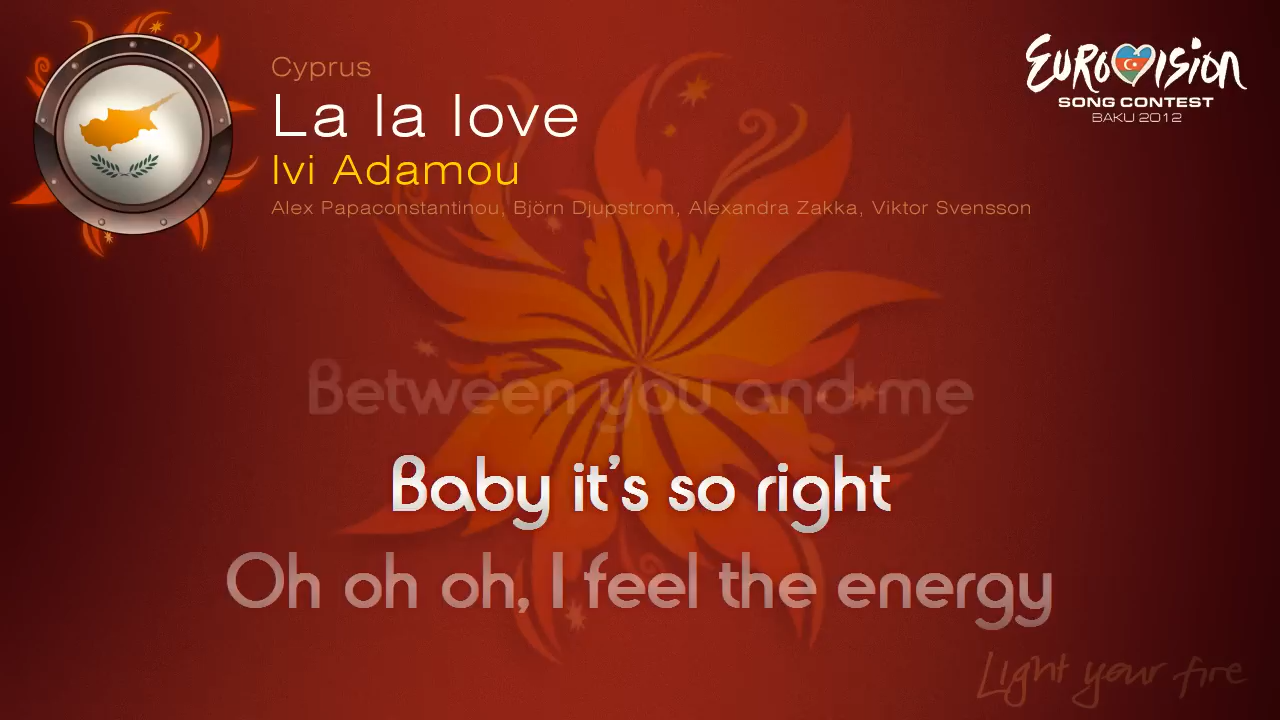 Cyprus
La la love
Ivi Adamou
Alex Papaconstantinou, Björn Djupstrom, Alexandra Zakka, Viktor Svensson
EUROVISION
SONG CONTEST
BAKU 2012
Between you and me
Baby it's so right
Oh oh oh, I feel the energy
Light your fire